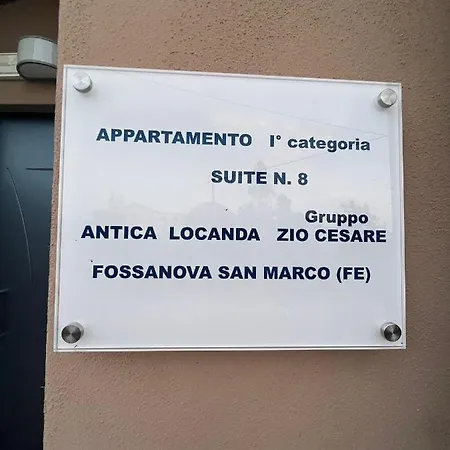 APPARTAMENTO I° categoria
SUITE N. 8
Gruppo
ANTICA LOCANDA ZIO CESARE
FOSSANOVA SAN MARCO (FE)